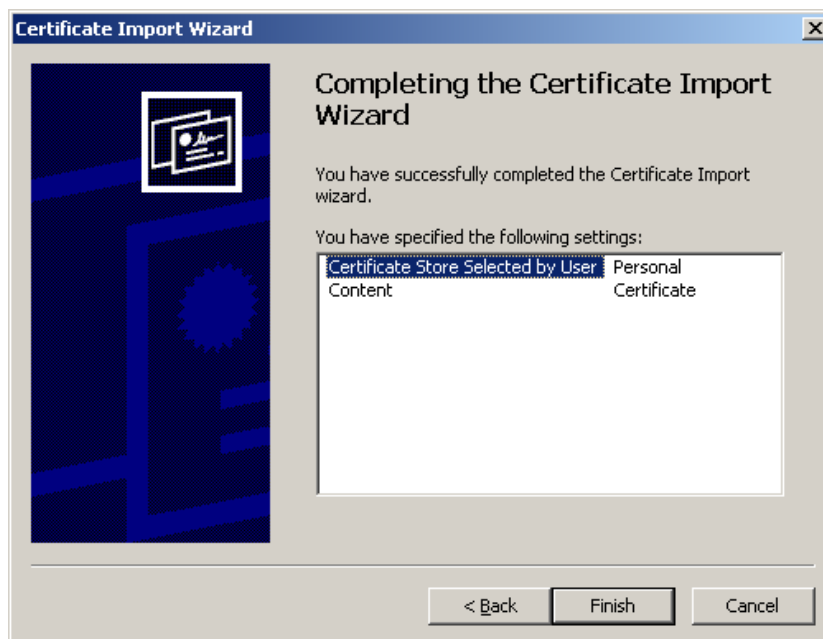 Certificate Import Wizard
Completing the Certificate Import
Wizard
You have successfully completed the Certificate Import
wizard.
You have specified the following settings:
Certificate Store Selected by User Personal
Content Certificate
< Back Finish Cancel